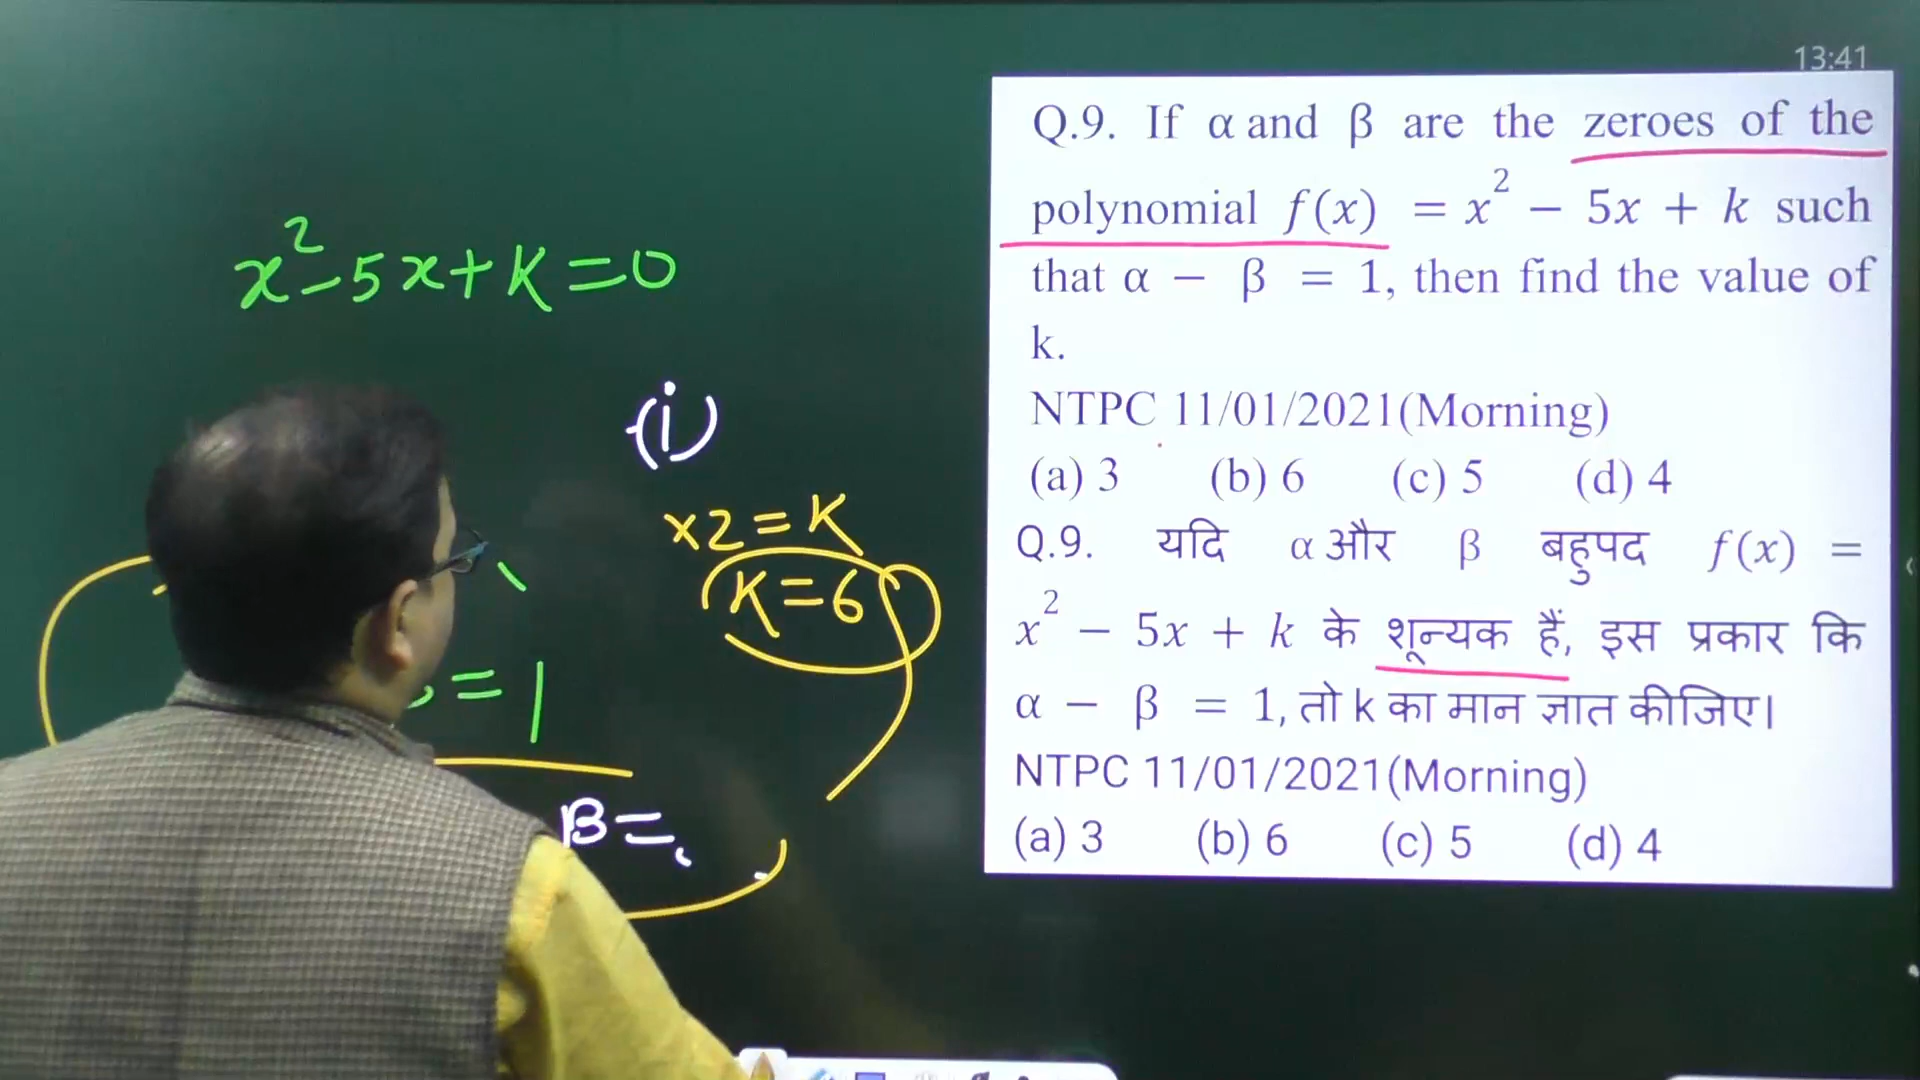 13:41
x²-5x+K=0
(i)
x2=K
K=6
=1
β=
Q.9. If α and β are the zeroes of the
polynomial f(x) = x² − 5x + k such
that α − β = 1, then find the value of
k.
NTPC 11/01/2021(Morning)
(a) 3 (b) 6 (c) 5 (d) 4
Q.9. यदि α और β बहुपद f(x) =
x² − 5x + k के शून्यक हैं, इस प्रकार कि
α − β = 1, तो k का मान ज्ञात कीजिए।
NTPC 11/01/2021(Morning)
(a) 3 (b) 6 (c) 5 (d) 4